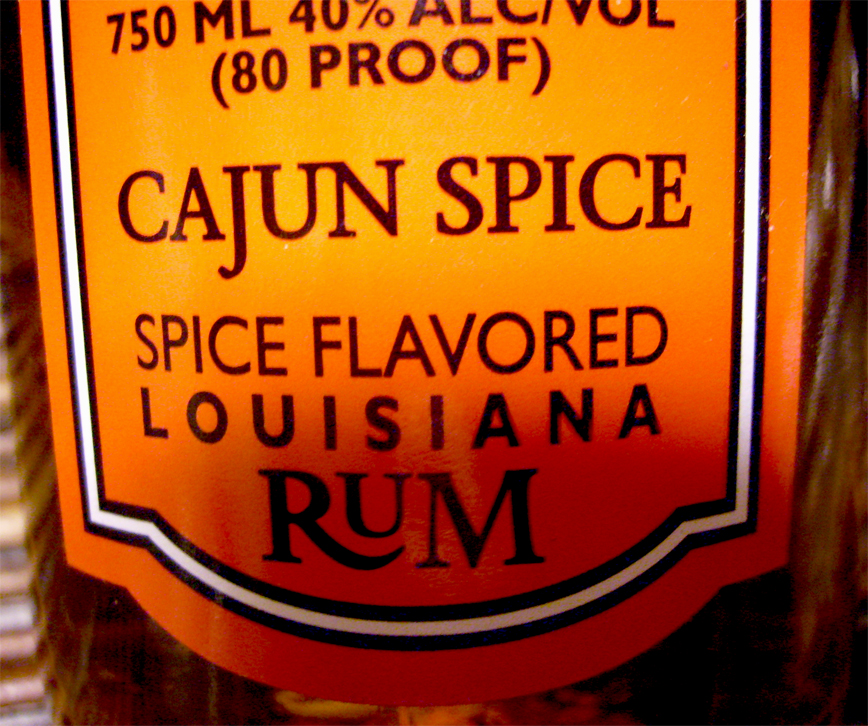 750 ML 40% ALC/VOL
(80 PROOF)
CAJUN SPICE
SPICE FLAVORED
LOUISIANA
RUM